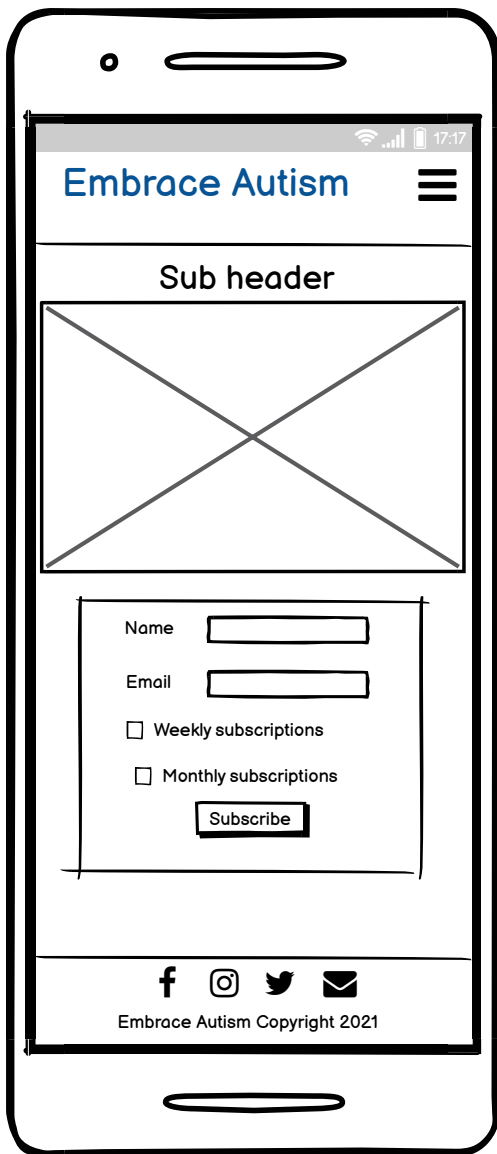 17:17
Embrace Autism
Sub header
Name
Email
Weekly subscriptions
Monthly subscriptions
Subscribe
Embrace Autism Copyright 2021